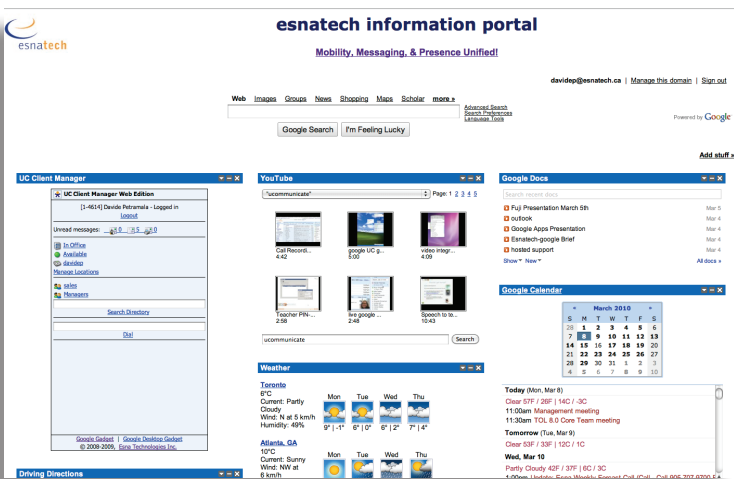 esnatech
esnatech information portal
Mobility, Messaging, & Presence Unified!
davidep@esnatech.ca | Manage this domain | Sign out
Web Images Groups News Shopping Maps Scholar more »
Advanced Search
Search Preferences
Language Tools
Google Search I'm Feeling Lucky
Powered by Google
Add stuff »
UC Client Manager
UC Client Manager Web Edition
[1-4614] Davide Petramala - Logged in
Logout
Unread messages: 0 5 0
In Office
Available
davidep
Manage Locations
sales
Managers
Search Directory
Dial
Google Gadget | Google Desktop Gadget
© 2008-2009, Esna Technologies Inc.
Driving Directions
YouTube
"ucommunicate" Page: 1 2 3 4 5
Call Recordi...
4:42
google UC g...
5:00
video integr...
4:09
Teacher PIN-...
2:58
live google ...
2:48
Speech to te...
10:43
ucommunicate Search
Weather
Toronto
6°C
Current: Partly
Cloudy
Wind: N at 5 km/h
Humidity: 49%
Mon Tue Wed Thu
9° | -1° 6° | 0° 6° | 2° 7° | 4°
Atlanta, GA
10°C
Current: Sunny
Wind: NW at
6 km/h
Mon Tue Wed Thu
Google Docs
Search recent docs
Fuji Presentation March 5th Mar 5
outlook Mar 4
Google Apps Presentation Mar 4
Esnatech-google Brief Mar 4
hosted support Mar 4
Show New All docs »
Google Calendar
« March 2010 »
S M T W T F S
28 1 2 3 4 5 6
7 8 9 10 11 12 13
14 15 16 17 18 19 20
21 22 23 24 25 26 27
28 29 30 31 1 2 3
4 5 6 7 8 9 10
Today (Mon, Mar 8)
Clear 57F / 26F | 14C / -3C
11:00am Management meeting
11:30am TOL 8.0 Core Team meeting
Tomorrow (Tue, Mar 9)
Clear 53F / 33F | 12C / 1C
Wed, Mar 10
Partly Cloudy 42F / 37F | 6C / 3C
1:00pm Update: Esna Weekly Forecast Call (Call